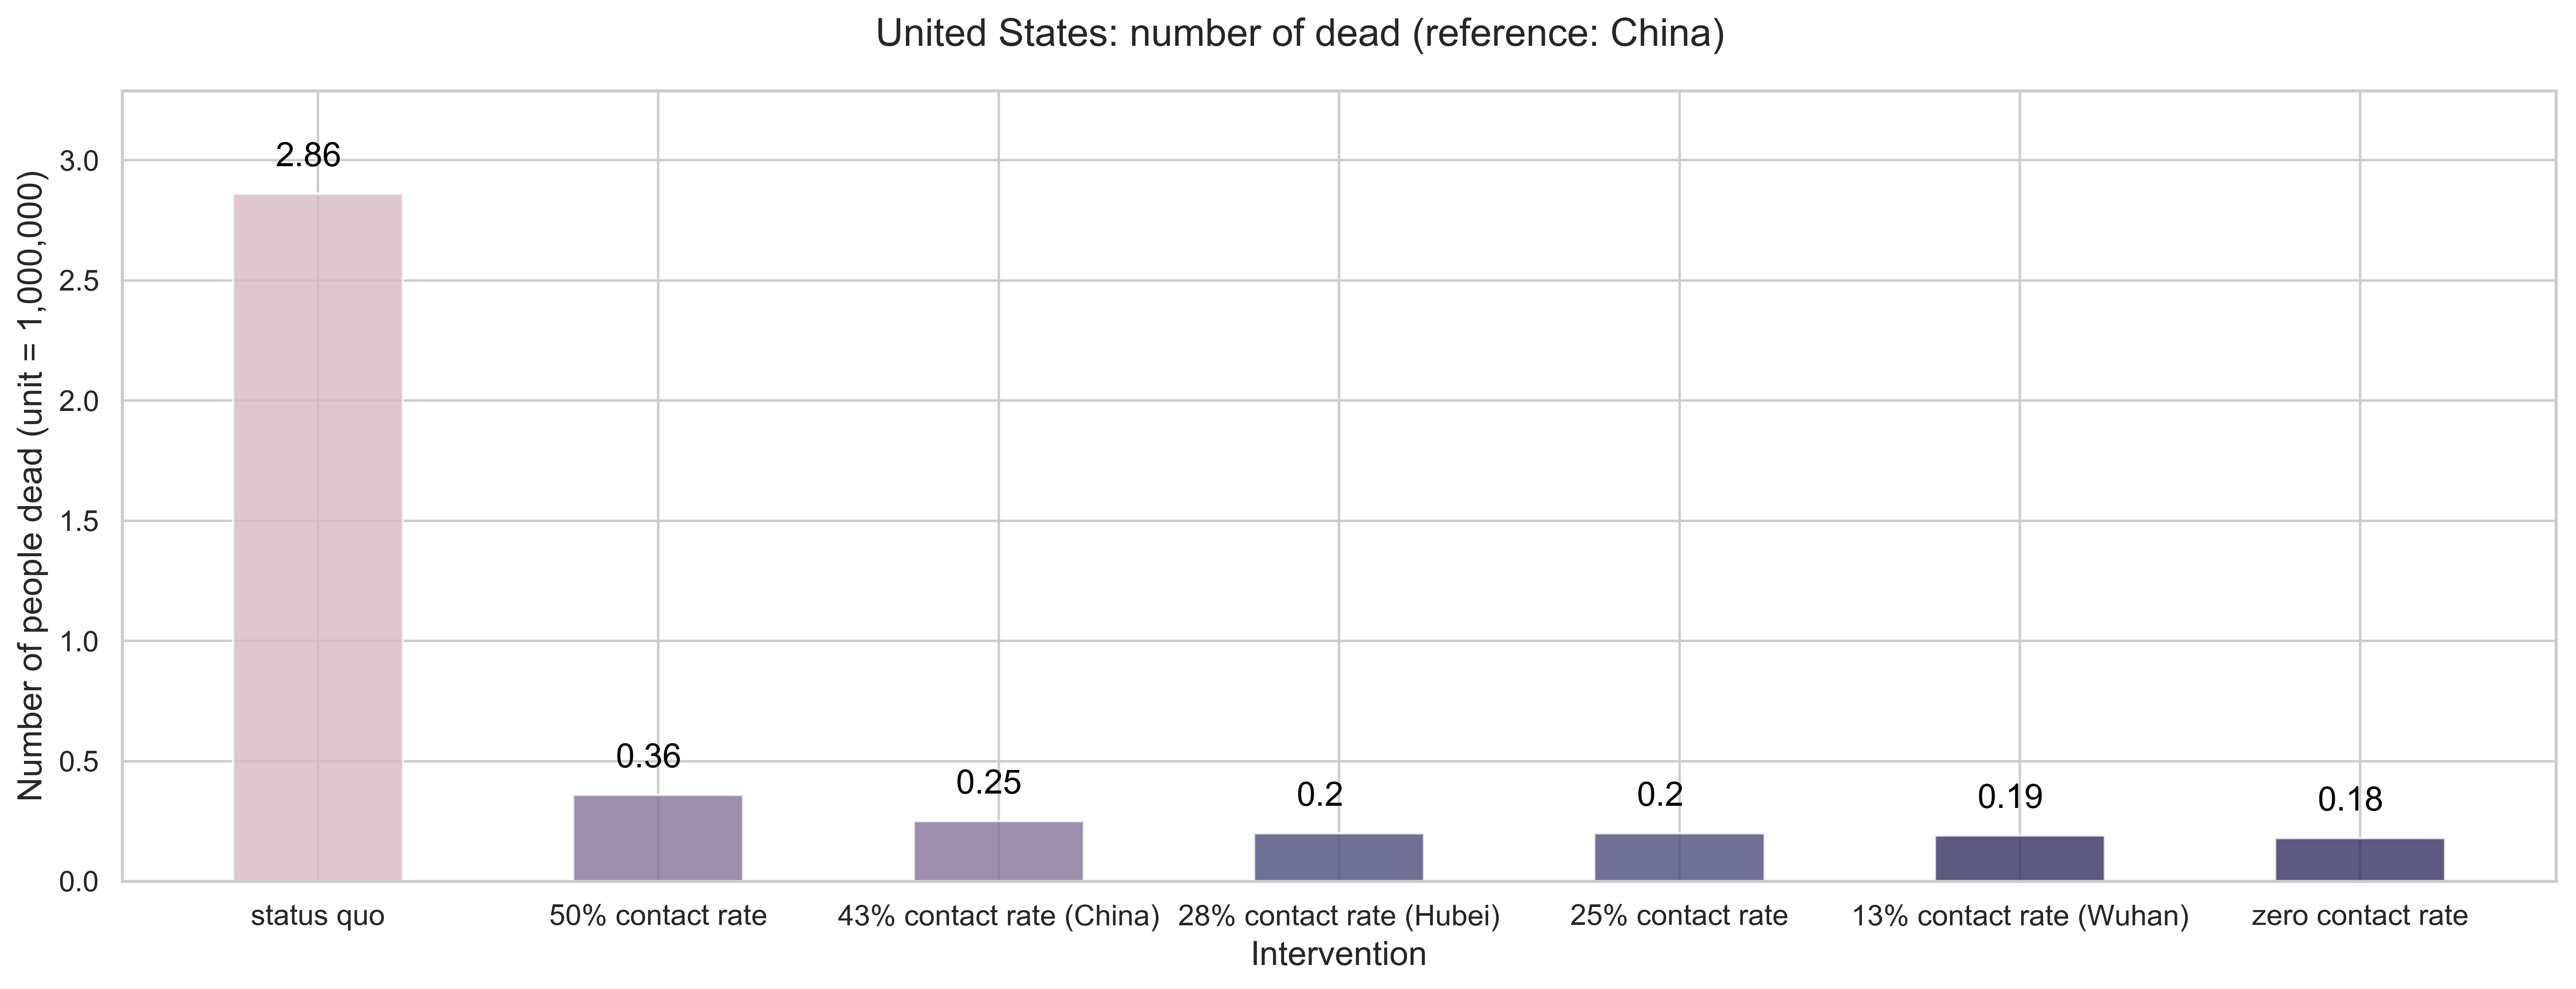 United States: number of dead (reference: China)
Number of people dead (unit = 1,000,000)
3.0
2.5
2.0
1.5
1.0
0.5
0.0
2.86
0.36
0.25
0.2
0.2
0.19
0.18
status quo
50% contact rate
43% contact rate (China)
28% contact rate (Hubei)
25% contact rate
13% contact rate (Wuhan)
zero contact rate
Intervention